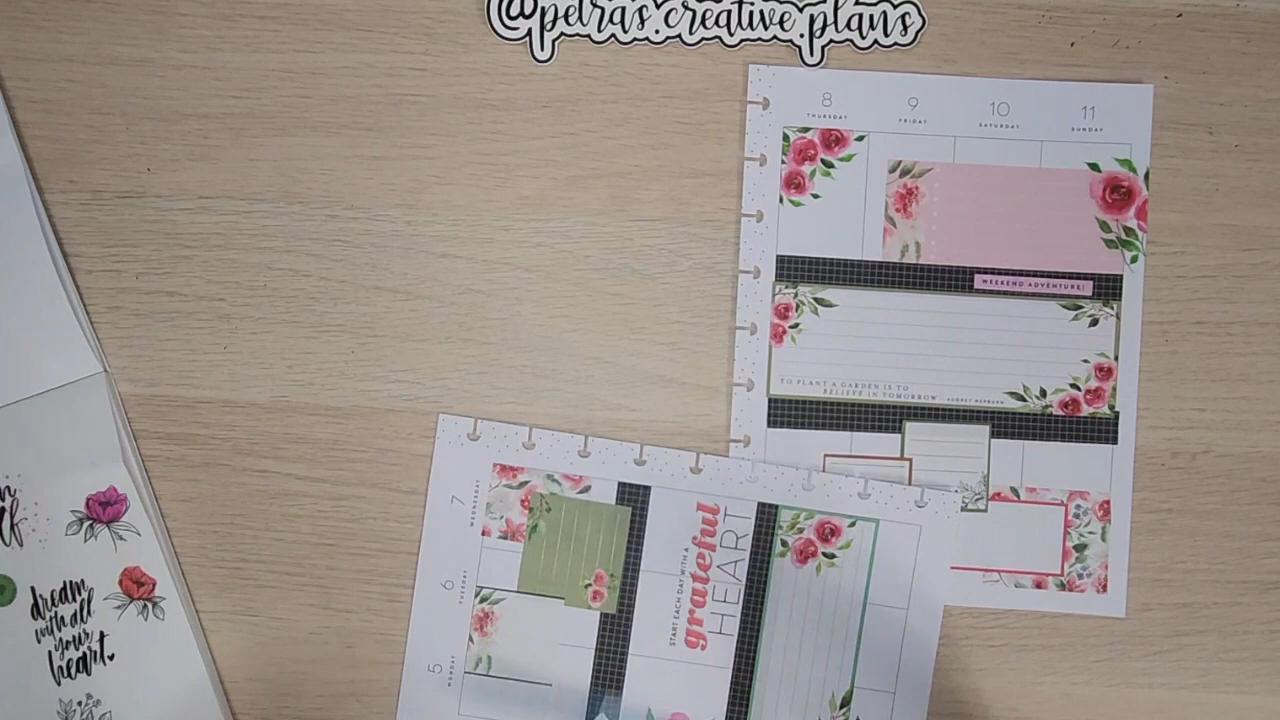 @petras.creative.plans
8
THURSDAY
9
FRIDAY
10
SATURDAY
11
SUNDAY
WEEKEND ADVENTURE!
TO PLANT A GARDEN IS TO
BELIEVE IN TOMORROW - AUDREY HEPBURN
7
WEDNESDAY
6
TUESDAY
5
MONDAY
START EACH DAY WITH A
grateful
HEART
dream
with all
your
heart